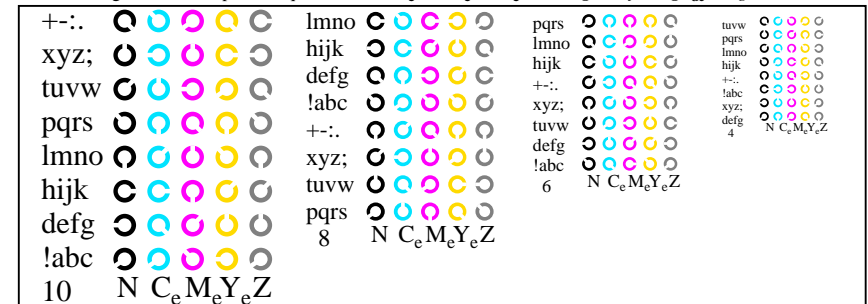 +-:.
xyz;
tuvw
pqrs
lmno
hijk
defg
!abc
10 N CeMeYeZ
lmno
hijk
defg
!abc
+-:.
xyz;
tuvw
pqrs
8 N CeMeYeZ
pqrs
lmno
hijk
+-:.
xyz;
tuvw
defg
!abc
6 N CeMeYeZ
tuvw
pqrs
lmno
hijk
+-:.
!abc
xyz;
defg
4 N CeMeYeZ